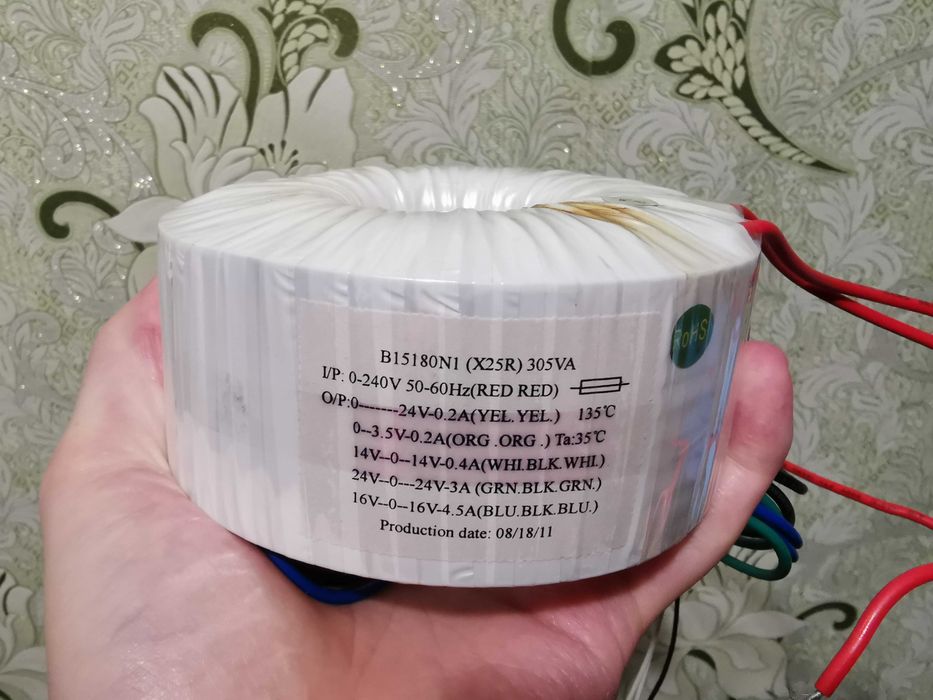 B15180N1 (X25R) 305VA
I/P: 0-240V 50-60Hz(RED RED)
O/P:0-------24V-0.2A(YEL.YEL.) 135℃
0--3.5V-0.2A(ORG .ORG .) Ta:35℃
14V--0--14V-0.4A(WHI.BLK.WHI.)
24V--0---24V-3A (GRN.BLK.GRN.)
16V--0--16V-4.5A(BLU.BLK.BLU.)
Production date: 08/18/11
RoHS